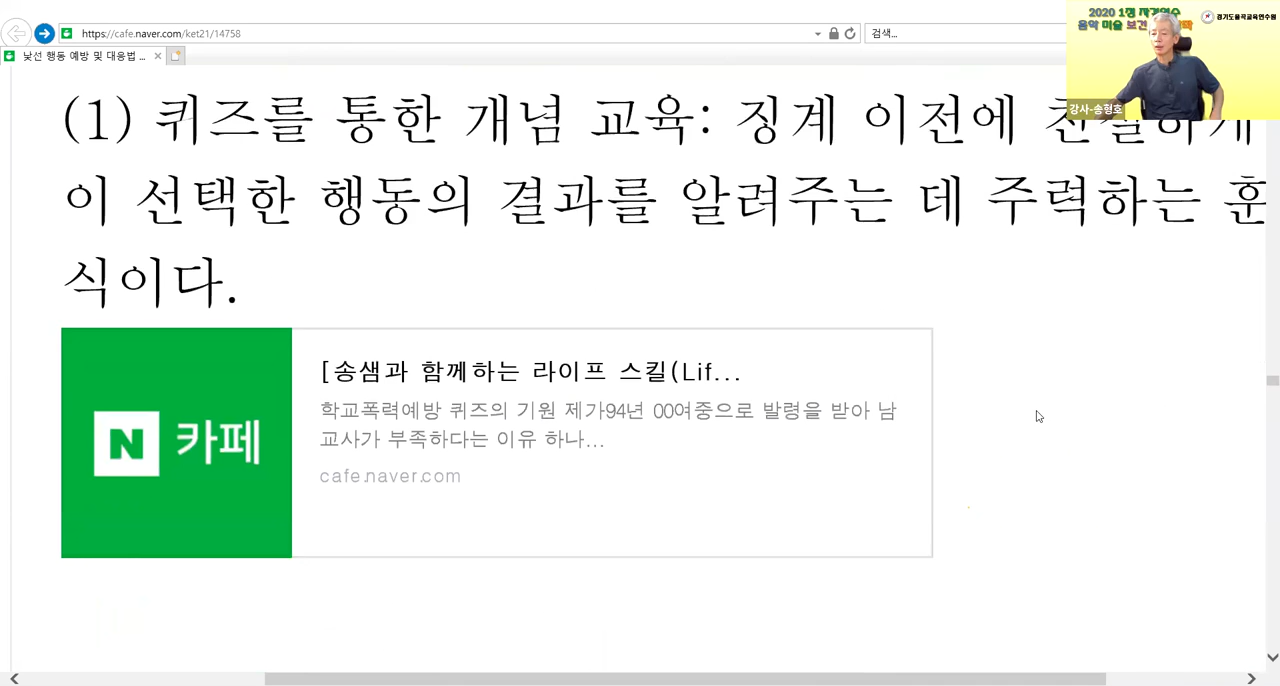 https://cafe.naver.com/ket21/14758
검색...
낯선 행동 예방 및 대응법 ...
2020 1정 자격연수
음악 미술 보건
경기도율곡교육연수원
강사-송형호
(1) 퀴즈를 통한 개념 교육: 징계 이전에 친절하게
이 선택한 행동의 결과를 알려주는 데 주력하는 훈
식이다.
[송샘과 함께하는 라이프 스킬(Lif...
학교폭력예방 퀴즈의 기원 제가94년 00여중으로 발령을 받아 남
교사가 부족하다는 이유 하나...
cafe.naver.com
N 카페